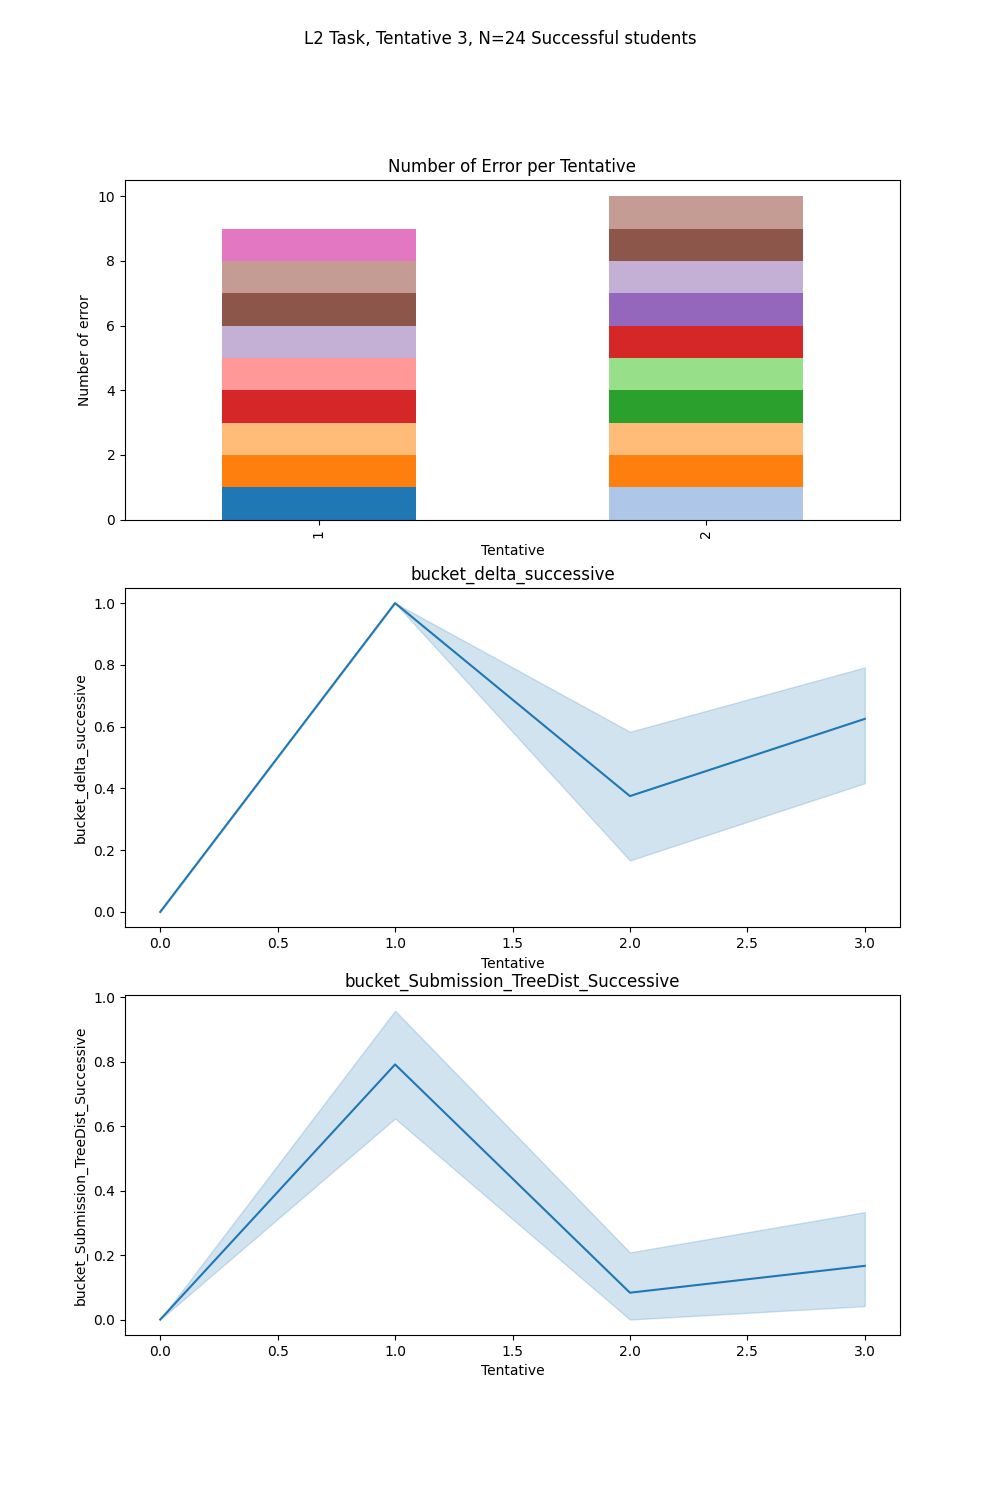 L2 Task, Tentative 3, N=24 Successful students
Number of Error per Tentative
10
8
6
4
2
0
Number of error
1
2
Tentative
bucket_delta_successive
1.0
0.8
0.6
0.4
0.2
0.0
bucket_delta_successive
0.0 0.5 1.0 1.5 2.0 2.5 3.0
Tentative
bucket_Submission_TreeDist_Successive
1.0
0.8
0.6
0.4
0.2
0.0
bucket_Submission_TreeDist_Successive
0.0 0.5 1.0 1.5 2.0 2.5 3.0
Tentative